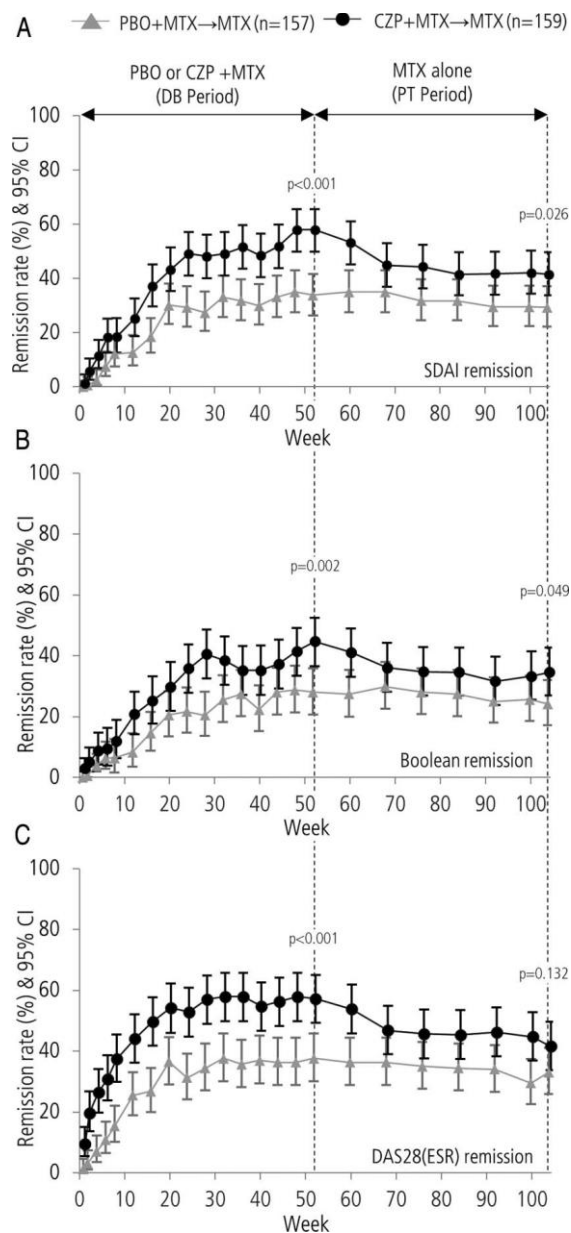 A
PBO+MTX→MTX (n=157) CZP+MTX→MTX (n=159)
PBO or CZP +MTX
(DB Period)
MTX alone
(PT Period)
Remission rate (%) & 95% CI
100
80
60
40
20
0
p<0.001
p=0.026
SDAI remission
0 10 20 30 40 50 60 70 80 90 100
Week
B
Remission rate (%) & 95% CI
100
80
60
40
20
0
p=0.002
p=0.049
Boolean remission
0 10 20 30 40 50 60 70 80 90 100
Week
C
Remission rate (%) & 95% CI
100
80
60
40
20
0
p<0.001
p=0.132
DAS28(ESR) remission
0 10 20 30 40 50 60 70 80 90 100
Week